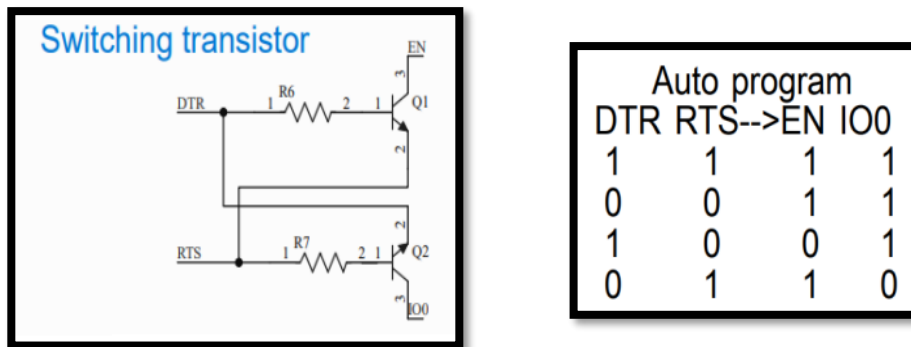 Switching transistor
EN
3
R6
DTR
1
2
1
Q1
2
2
R7
RTS
1
2
1
Q2
3
IO0
Auto program
DTR RTS-->EN IO0
1 1 1 1
0 0 1 1
1 0 0 1
0 1 1 0